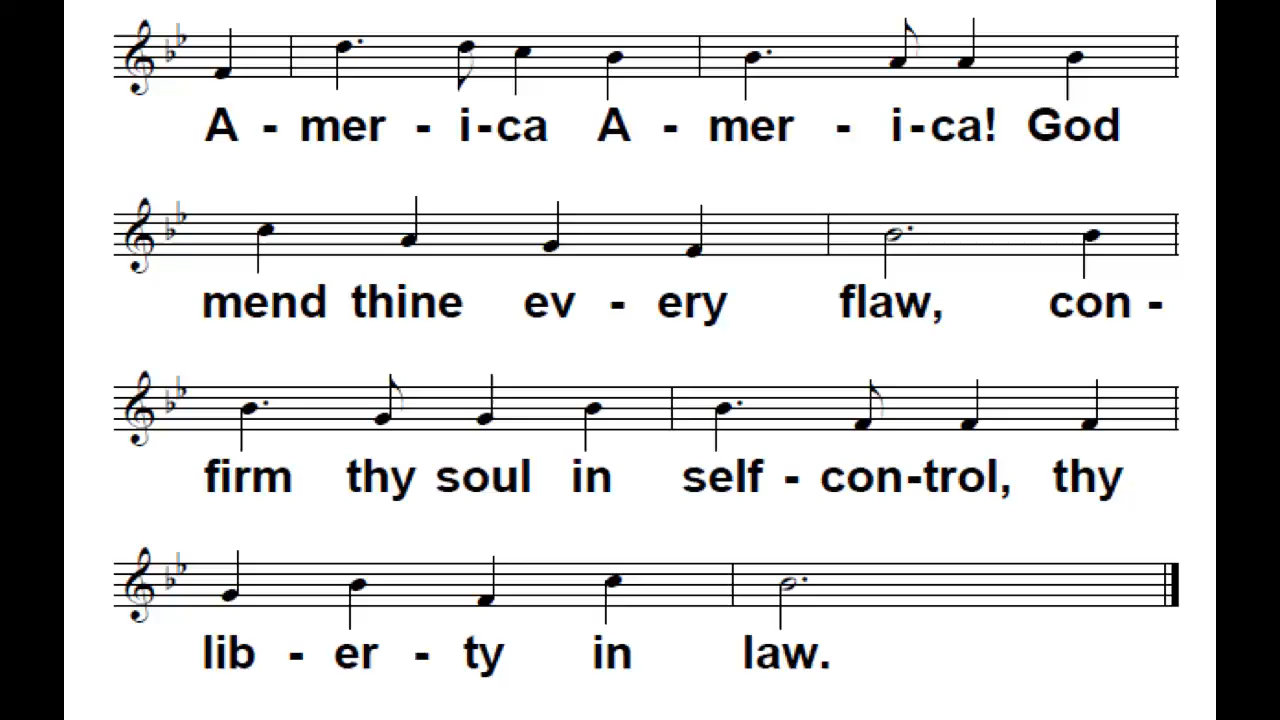 A - mer - i - ca A - mer - i - ca! God
mend thine ev - ery flaw, con -
firm thy soul in self - con - trol, thy
lib - er - ty in law.